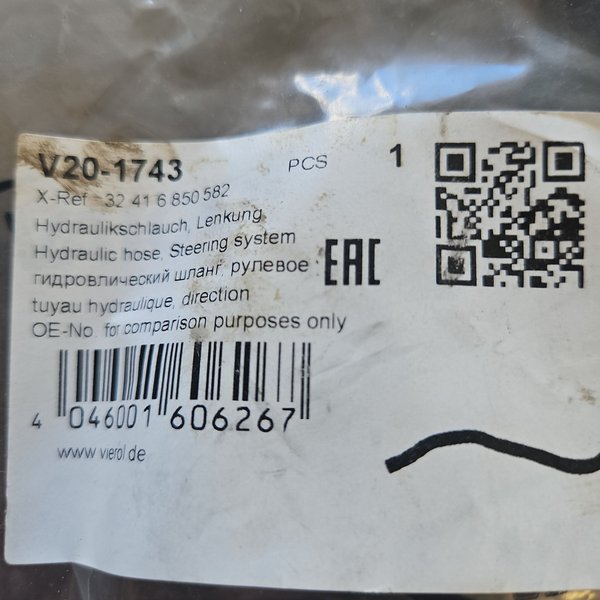 V20-1743 PCS 1
X-Ref 32 41 6 850 582
Hydraulikschlauch, Lenkung
Hydraulic hose, Steering system
гидровлический шланг, рулевое
EAC
tuyau hydraulique, direction
OE-No. for comparison purposes only
4 046001 606267
www.vierol.de